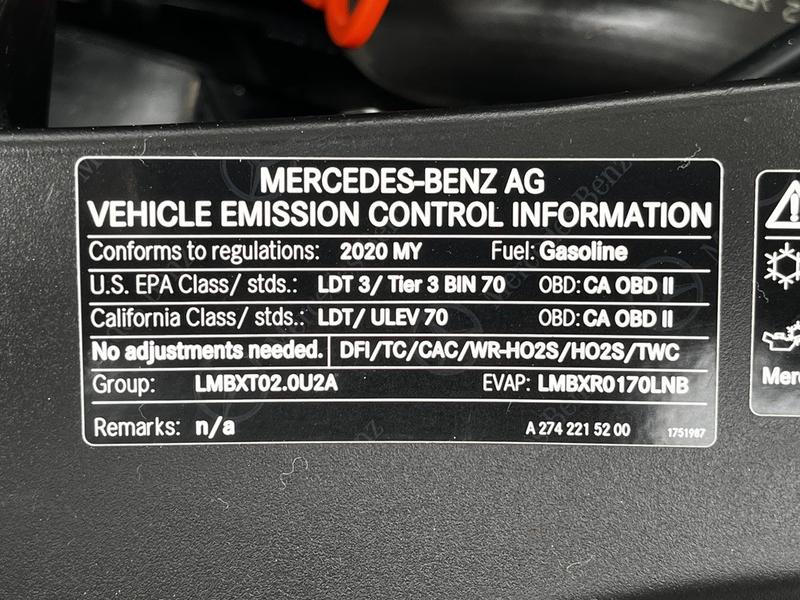 MERCEDES-BENZ AG
VEHICLE EMISSION CONTROL INFORMATION
Conforms to regulations: 2020 MY Fuel: Gasoline
U.S. EPA Class/ stds.: LDT 3/ Tier 3 BIN 70 OBD: CA OBD II
California Class/ stds.: LDT/ ULEV 70 OBD: CA OBD II
No adjustments needed. DFI/TC/CAC/WR-HO2S/HO2S/TWC
Group: LMBXT02.0U2A EVAP: LMBXR0170LNB
Remarks: n/a A 274 221 52 00 1751987